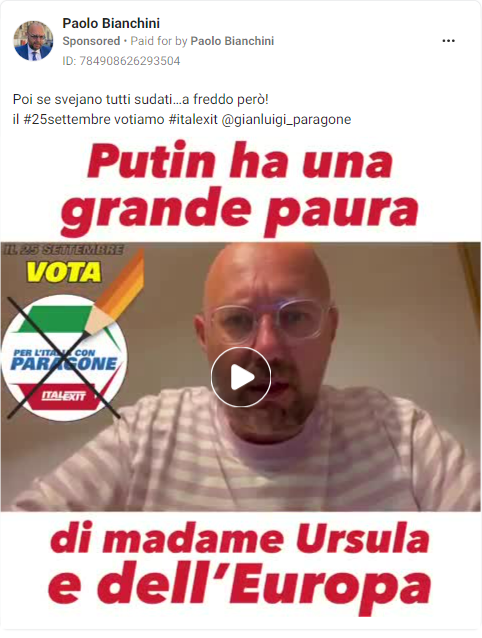 Paolo Bianchini
Sponsored • Paid for by Paolo Bianchini
ID: 784908626293504
Poi se svejano tutti sudati...a freddo però!
il #25settembre votiamo #italexit @gianluigi_paragone
Putin ha una
grande paura
IL 25 SETTEMBRE
VOTA
PER L'ITALIA CON
PARAGONE
ITALEXIT
di madame Ursula
e dell'Europa